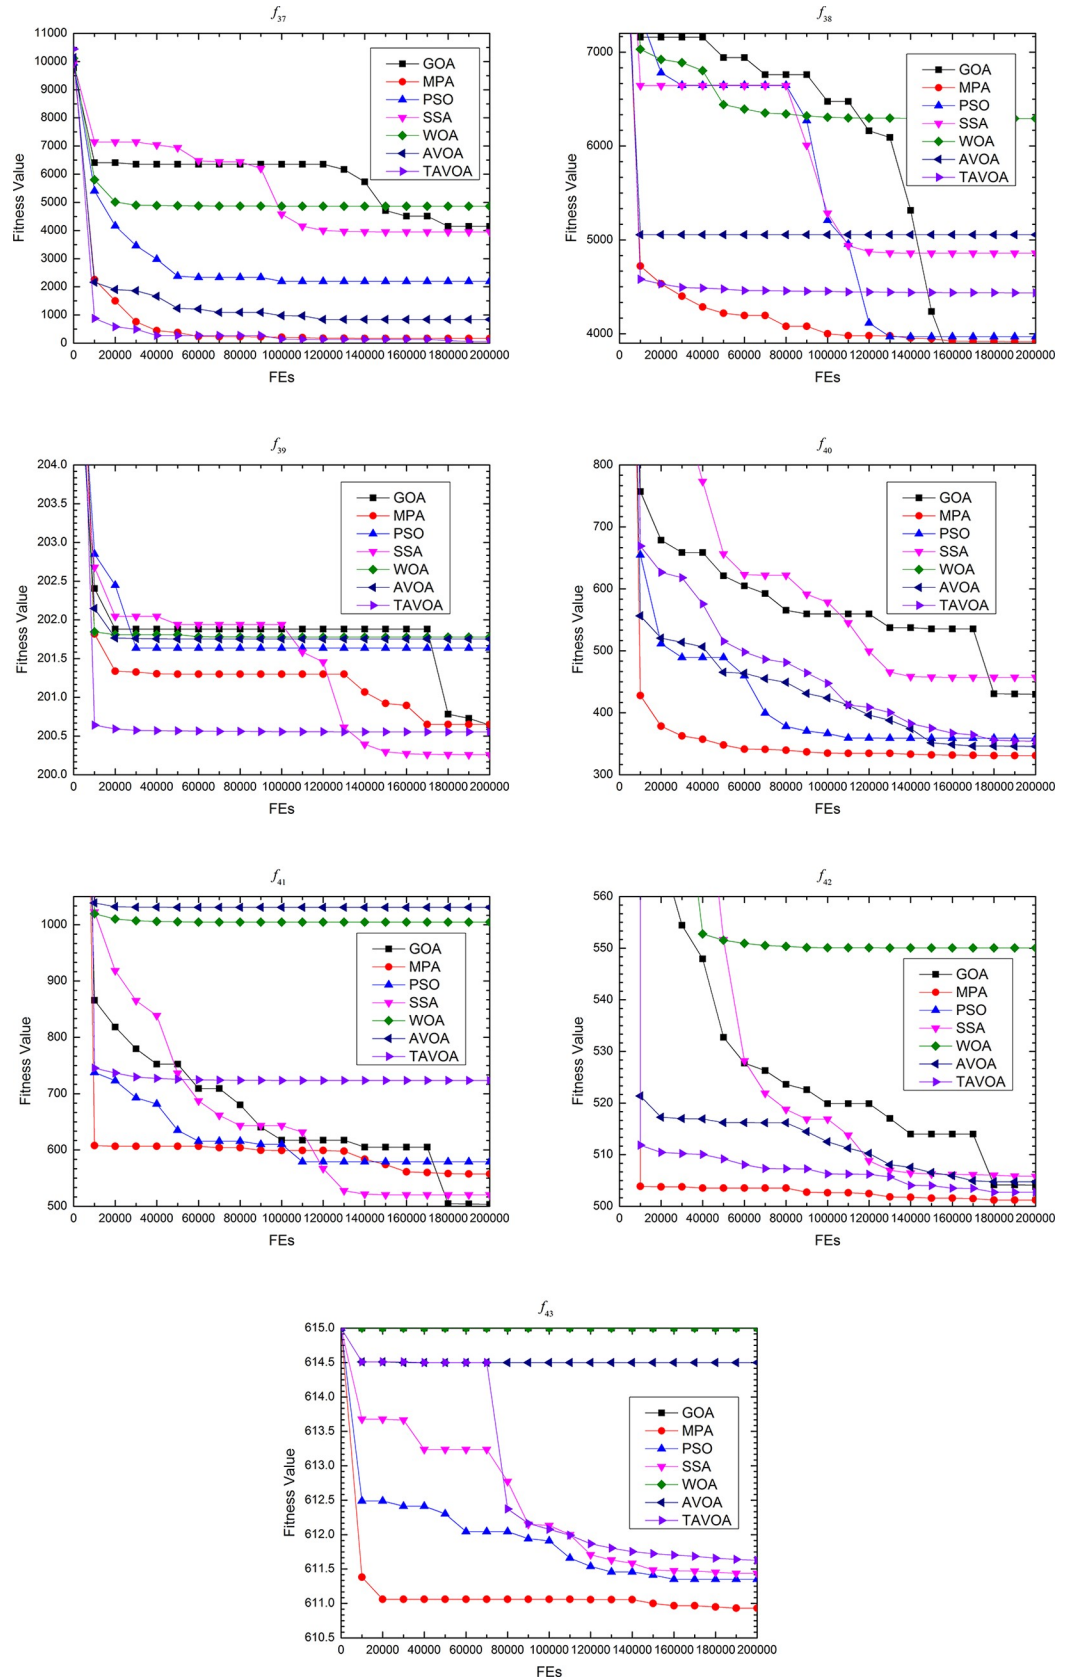 f37
11000
10000
9000
8000
7000
6000
5000
4000
3000
2000
1000
0
Fitness Value
GOA
MPA
PSO
SSA
WOA
AVOA
TAVOA
0 20000 40000 60000 80000 100000 120000 140000 160000 180000 200000
FEs
f38
7000
6000
5000
4000
Fitness Value
GOA
MPA
PSO
SSA
WOA
AVOA
TAVOA
0 20000 40000 60000 80000 100000 120000 140000 160000 180000 200000
FEs
f39
204.0
203.5
203.0
202.5
202.0
201.5
201.0
200.5
200.0
Fitness Value
GOA
MPA
PSO
SSA
WOA
AVOA
TAVOA
0 20000 40000 60000 80000 100000 120000 140000 160000 180000 200000
FEs
f40
800
700
600
500
400
300
Fitness Value
GOA
MPA
PSO
SSA
WOA
AVOA
TAVOA
0 20000 40000 60000 80000 100000 120000 140000 160000 180000 200000
FEs
f41
1000
900
800
700
600
500
Fitness Value
GOA
MPA
PSO
SSA
WOA
AVOA
TAVOA
0 20000 40000 60000 80000 100000 120000 140000 160000 180000 200000
FEs
f42
560
550
540
530
520
510
500
Fitness Value
GOA
MPA
PSO
SSA
WOA
AVOA
TAVOA
0 20000 40000 60000 80000 100000 120000 140000 160000 180000 200000
FEs
f43
615.0
614.5
614.0
613.5
613.0
612.5
612.0
611.5
611.0
610.5
Fitness Value
GOA
MPA
PSO
SSA
WOA
AVOA
TAVOA
0 20000 40000 60000 80000 100000 120000 140000 160000 180000 200000
FEs